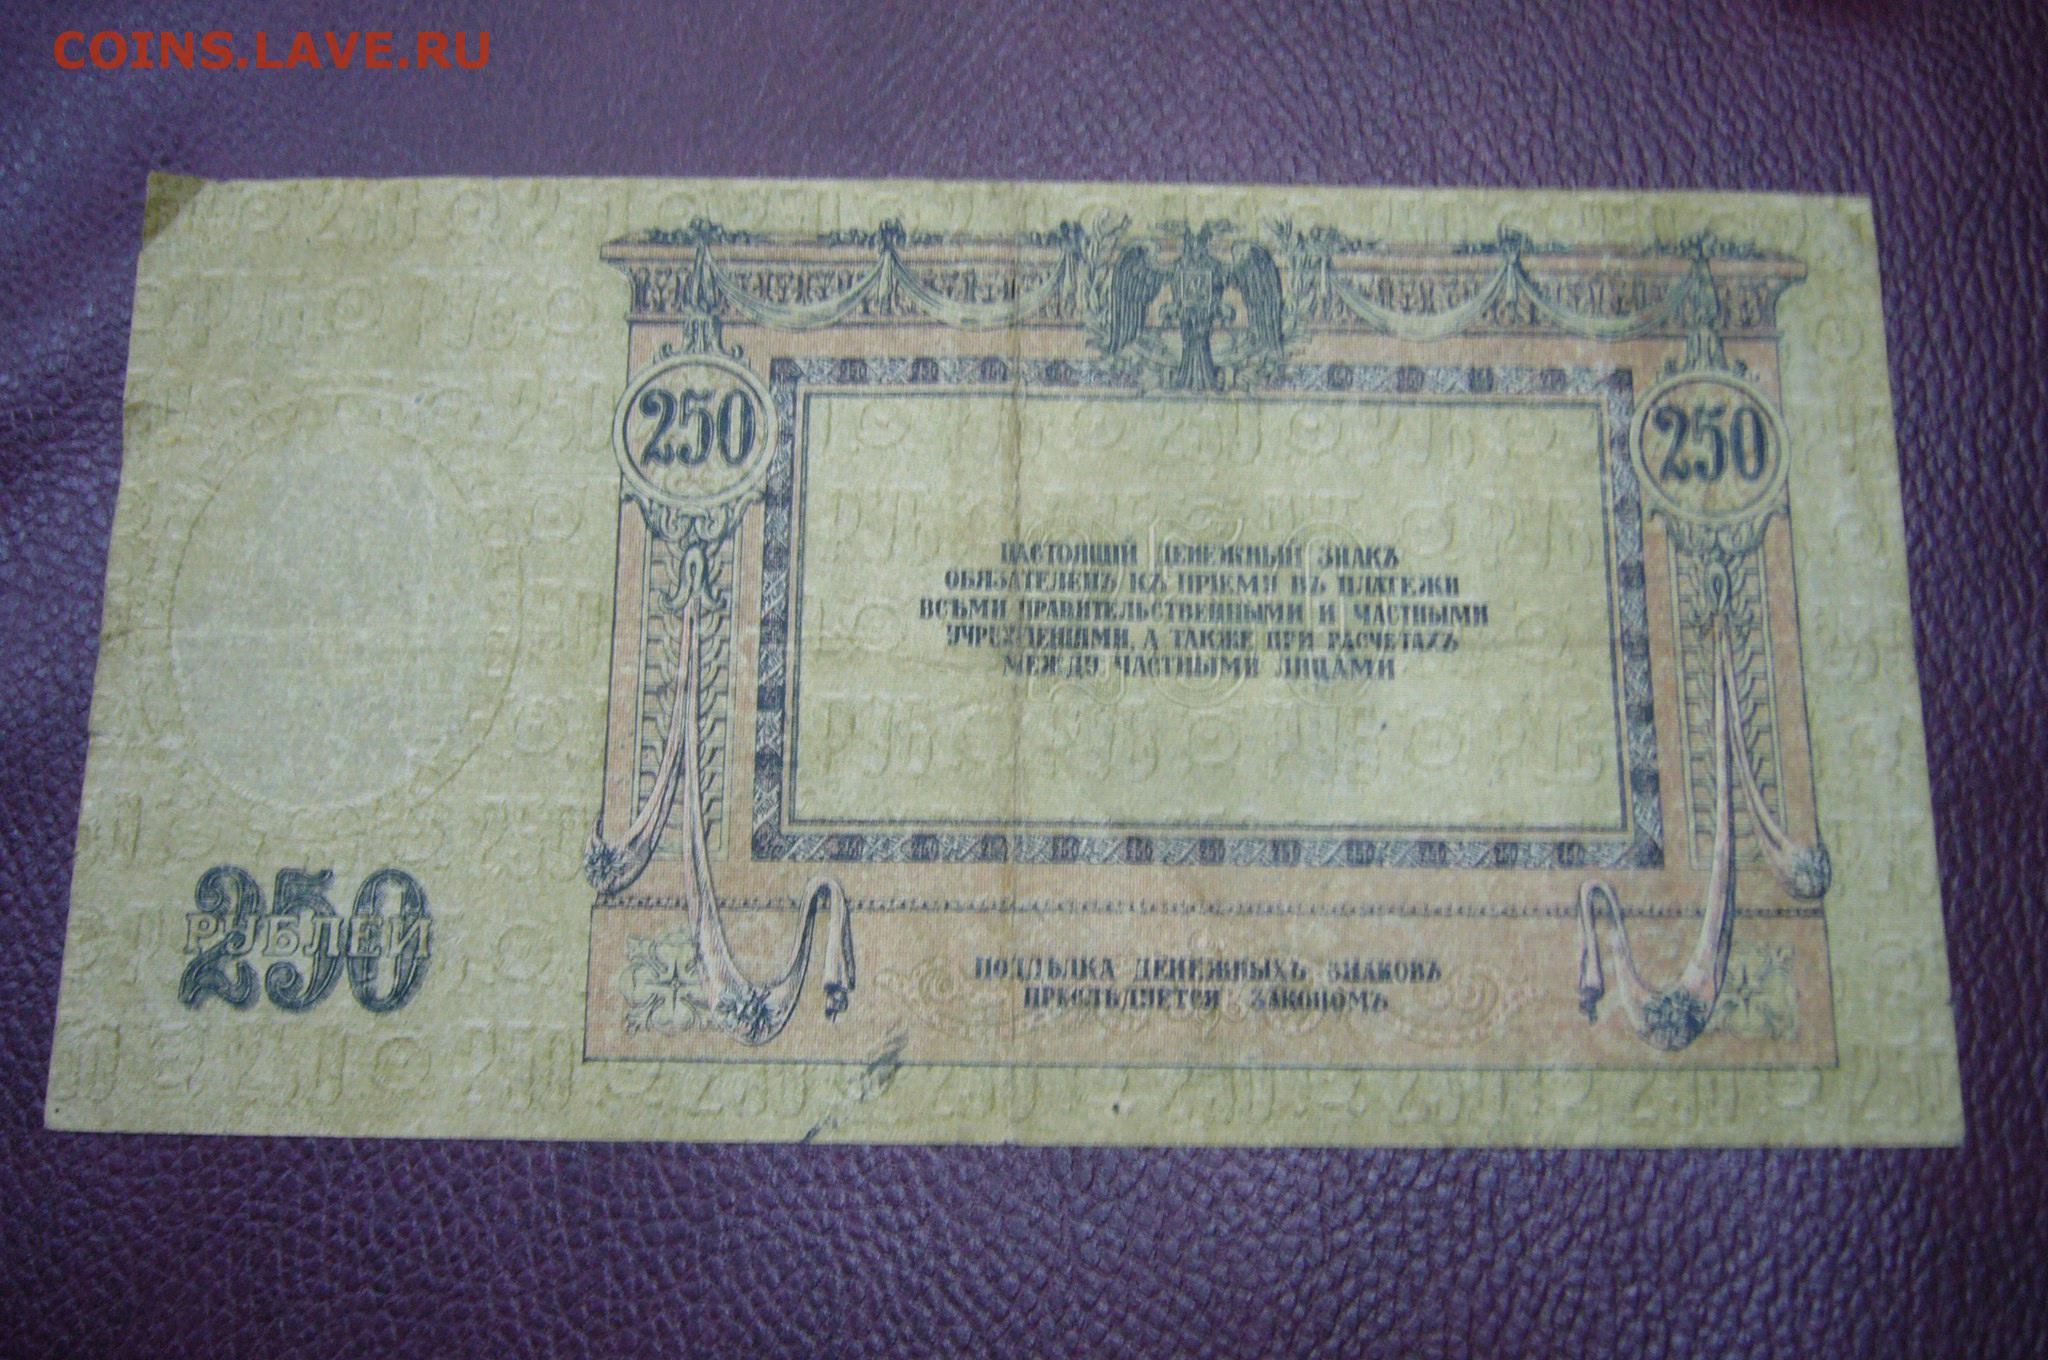 COINS.LAVE.RU
250
250
НАСТОЯЩІЙ ДЕНЕЖНЫЙ ЗНАКЪ
ОБЯЗАТЕЛЕНЪ КЪ ПРІЕМУ ВЪ ПЛАТЕЖИ
ВСѢМИ ПРАВИТЕЛЬСТВЕННЫМИ И ЧАСТНЫМИ
УЧРЕЖДЕНІЯМИ, А ТАКЖЕ ПРИ РАСЧЕТАХЪ
МЕЖДУ ЧАСТНЫМИ ЛИЦАМИ
250
РУБЛЕЙ
ПОДДѢЛКА ДЕНЕЖНЫХЪ ЗНАКОВЪ
ПРЕСЛѢДУЕТСЯ ЗАКОНОМЪ